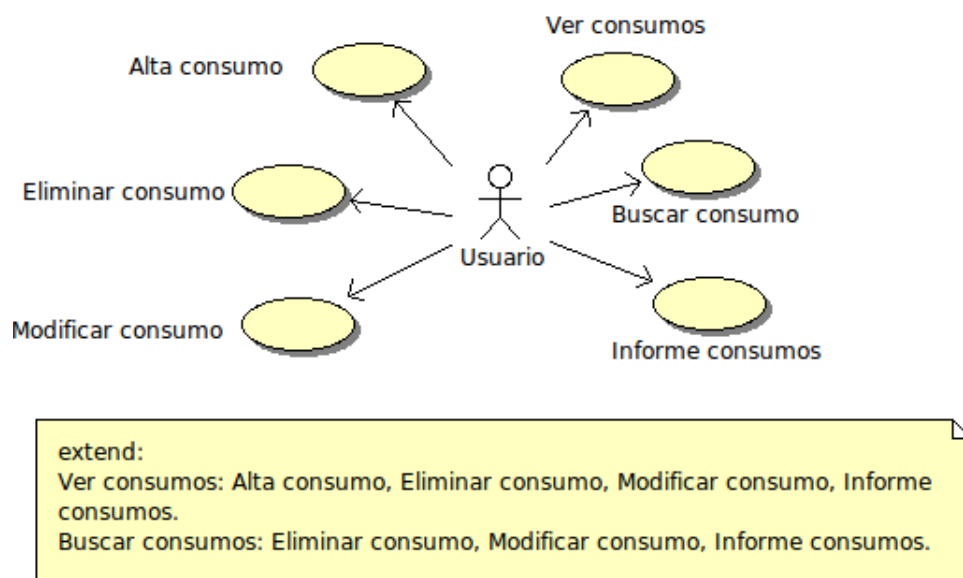 Ver consumos
Alta consumo
Eliminar consumo
Buscar consumo
Usuario
Modificar consumo
Informe consumos
extend:
Ver consumos: Alta consumo, Eliminar consumo, Modificar consumo, Informe
consumos.
Buscar consumos: Eliminar consumo, Modificar consumo, Informe consumos.